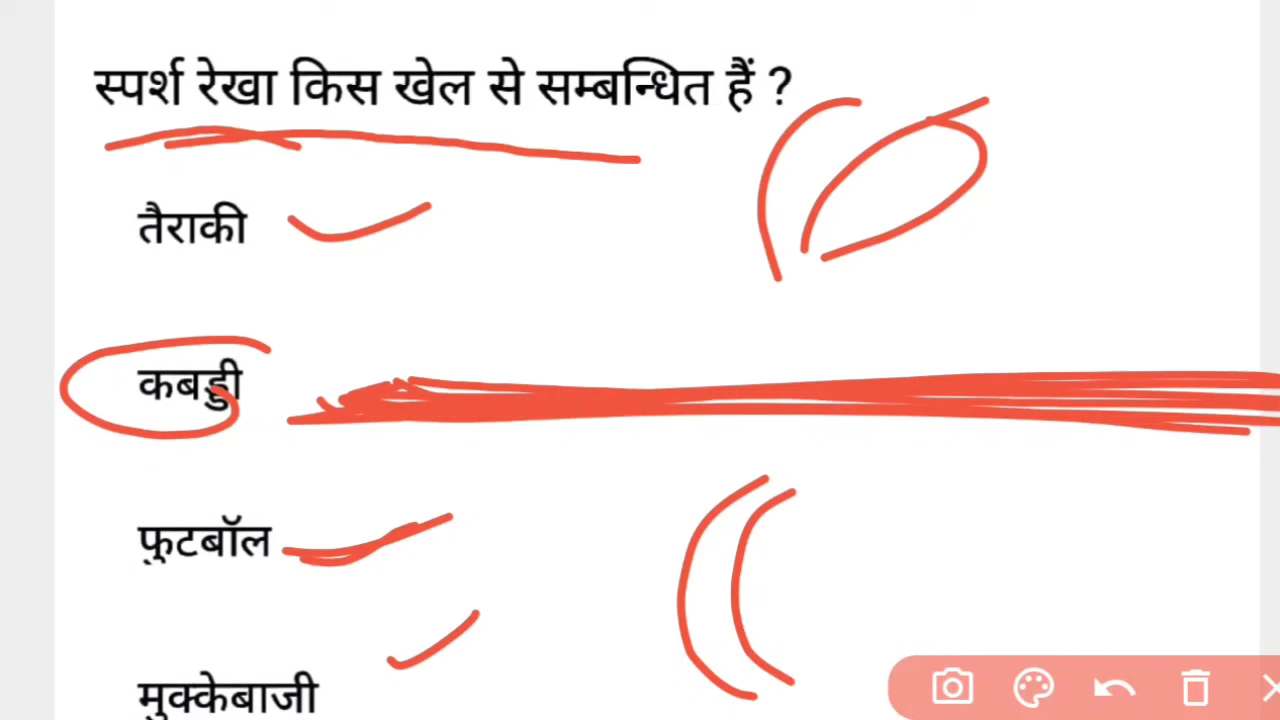 स्पर्श रेखा किस खेल से सम्बन्धित हैं ?
तैराकी
कबड्डी
फुटबॉल
मुक्केबाजी